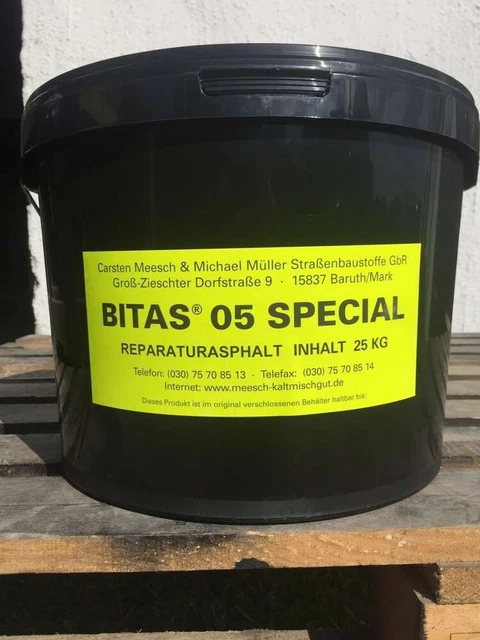 Carsten Meesch & Michael Müller Straßenbaustoffe GbR
Groß-Zieschter Dorfstraße 9 · 15837 Baruth/Mark
BITAS® 05 SPECIAL
REPARATURASPHALT INHALT 25 KG
Telefon: (030) 75 70 85 13 · Telefax: (030) 75 70 85 14
Internet: www.meesch-kaltmischgut.de
Dieses Produkt ist im original verschlossenen Behälter haltbar bis: